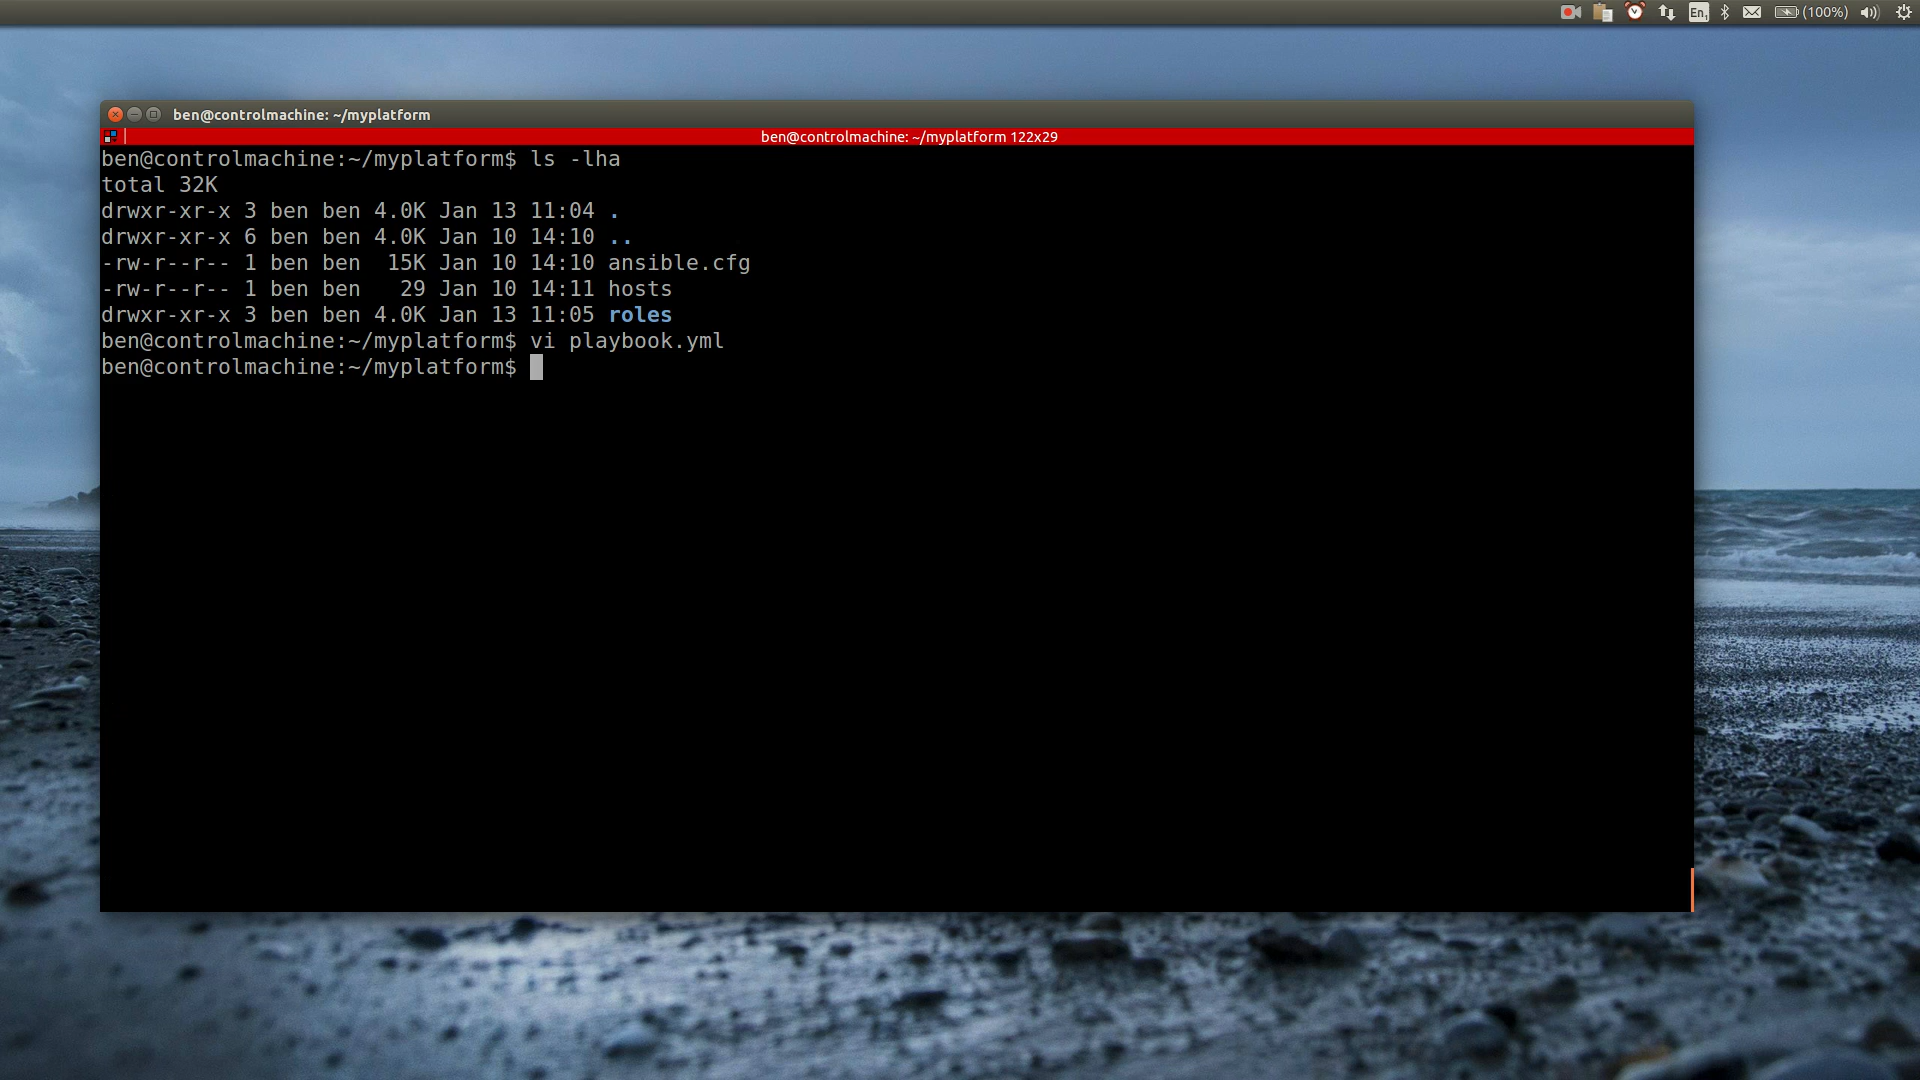 En1 (100%)
ben@controlmachine: ~/myplatform
ben@controlmachine: ~/myplatform 122x29
ben@controlmachine:~/myplatform$ ls -lha
total 32K
drwxr-xr-x 3 ben ben 4.0K Jan 13 11:04 .
drwxr-xr-x 6 ben ben 4.0K Jan 10 14:10 ..
-rw-r--r-- 1 ben ben  15K Jan 10 14:10 ansible.cfg
-rw-r--r-- 1 ben ben   29 Jan 10 14:11 hosts
drwxr-xr-x 3 ben ben 4.0K Jan 13 11:05 roles
ben@controlmachine:~/myplatform$ vi playbook.yml
ben@controlmachine:~/myplatform$